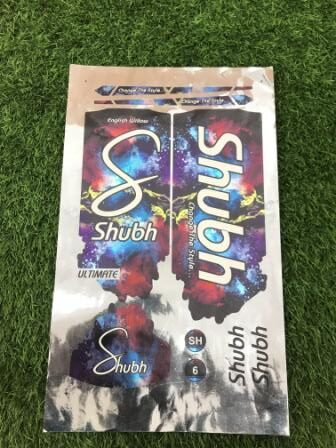 Change The Style
Change The Style
English Willow
S
Shubh
Shubh
Change The Style...
ULTIMATE
Shubh
SH
6
Shubh
Shubh